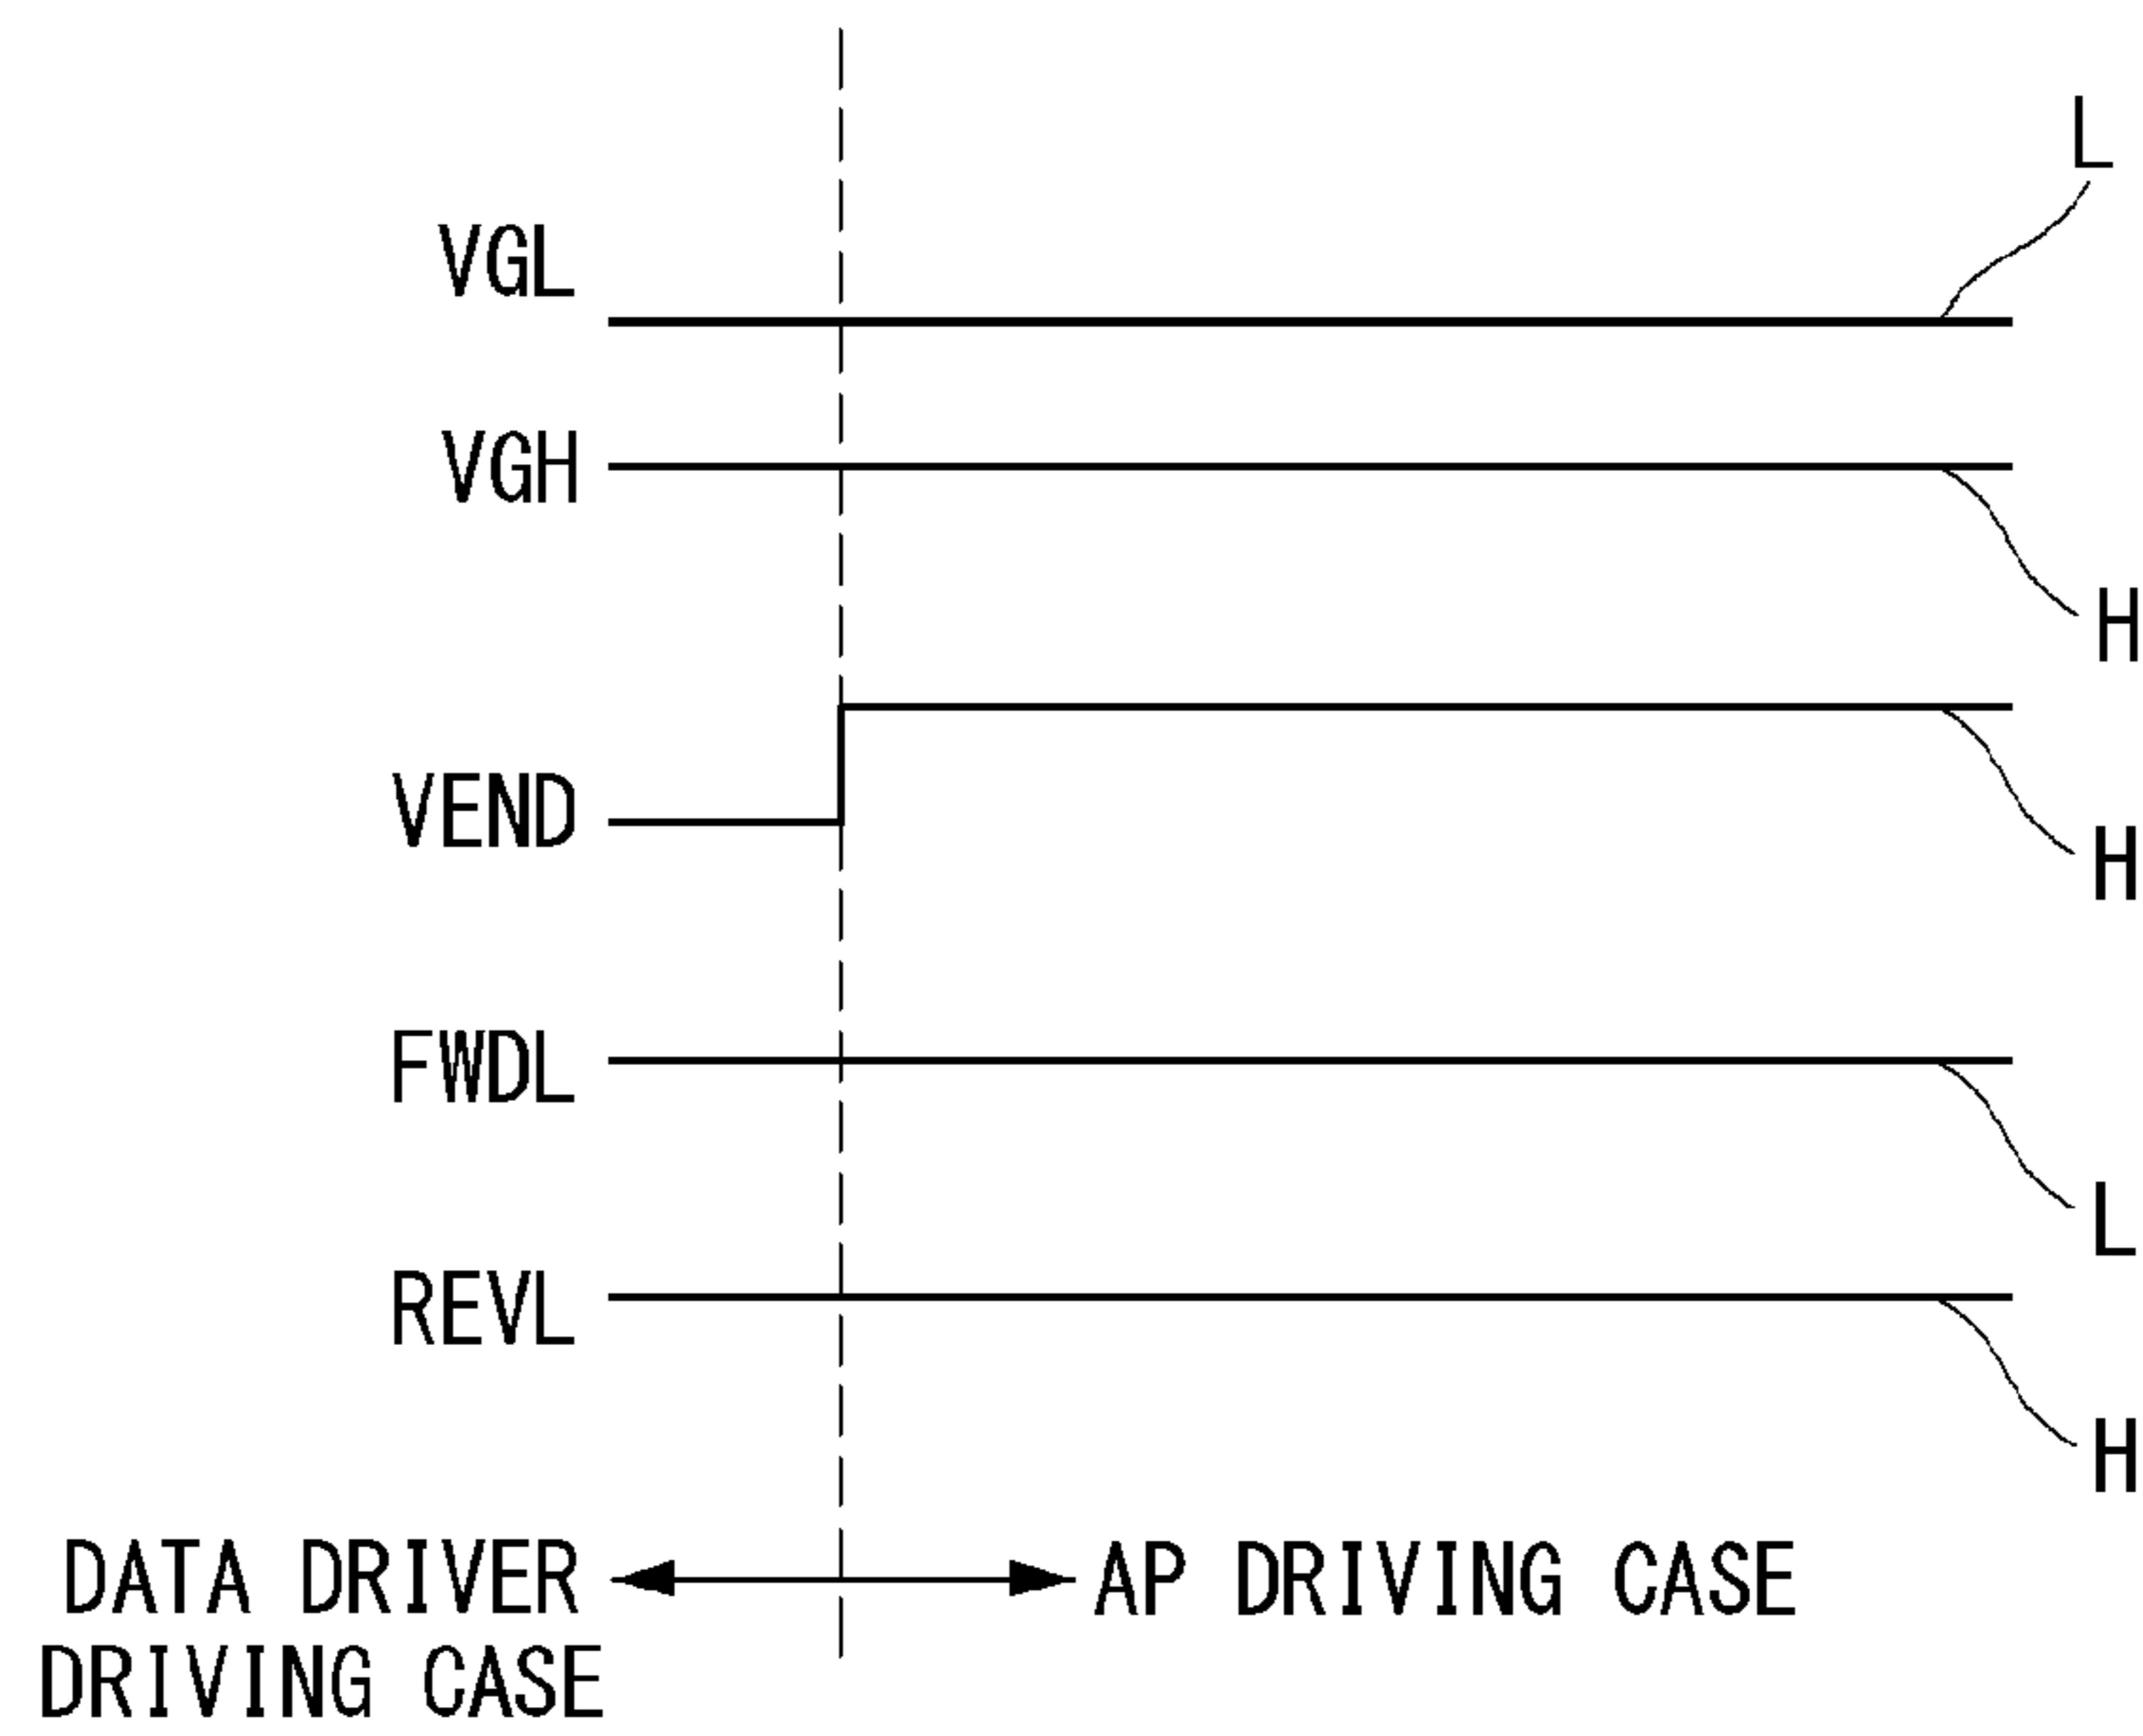 L
VGL
VGH
H
VEND
H
FWDL
L
REVL
H
DATA DRIVER
DRIVING CASE
AP DRIVING CASE